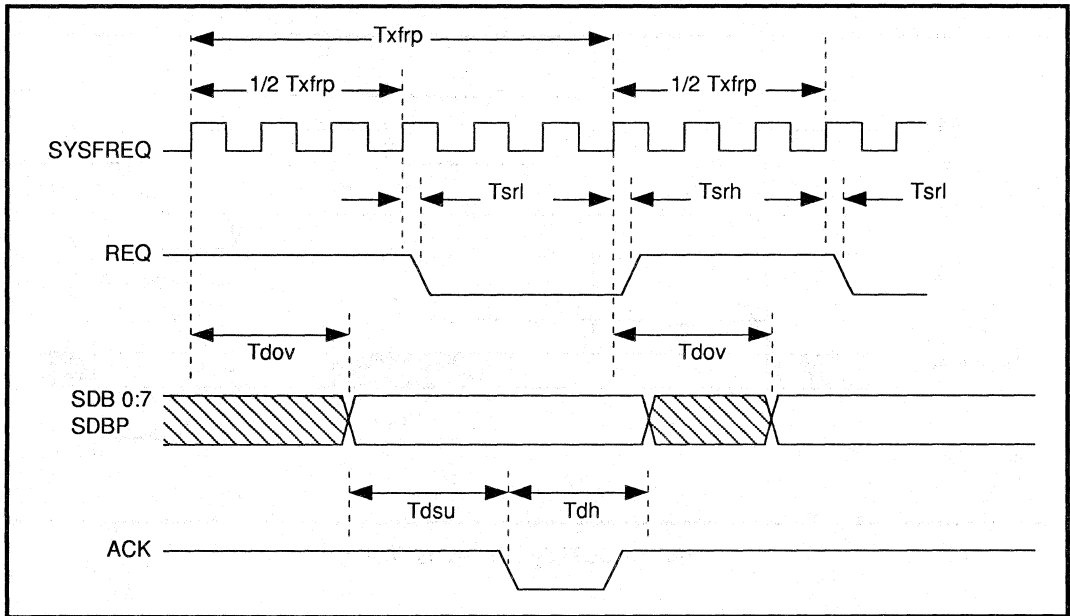 Txfrp
1/2 Txfrp
1/2 Txfrp
SYSFREQ
Tsrl
Tsrh
Tsrl
REQ
Tdov
Tdov
SDB 0:7
SDBP
Tdsu
Tdh
ACK